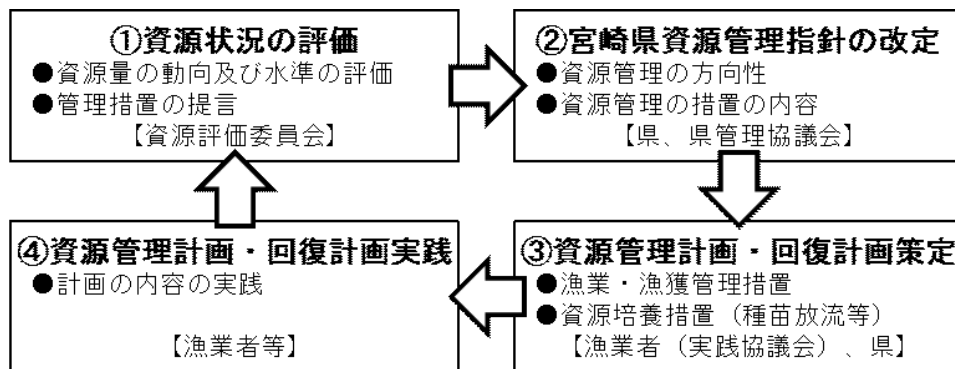 ①資源状況の評価
●資源量の動向及び水準の評価
●管理措置の提言
【資源評価委員会】
②宮崎県資源管理指針の改定
●資源管理の方向性
●資源管理の措置の内容
【県、県管理協議会】
③資源管理計画・回復計画策定
●漁業・漁獲管理措置
●資源培養措置（種苗放流等）
【漁業者（実践協議会）、県】
④資源管理計画・回復計画実践
●計画の内容の実践
【漁業者等】